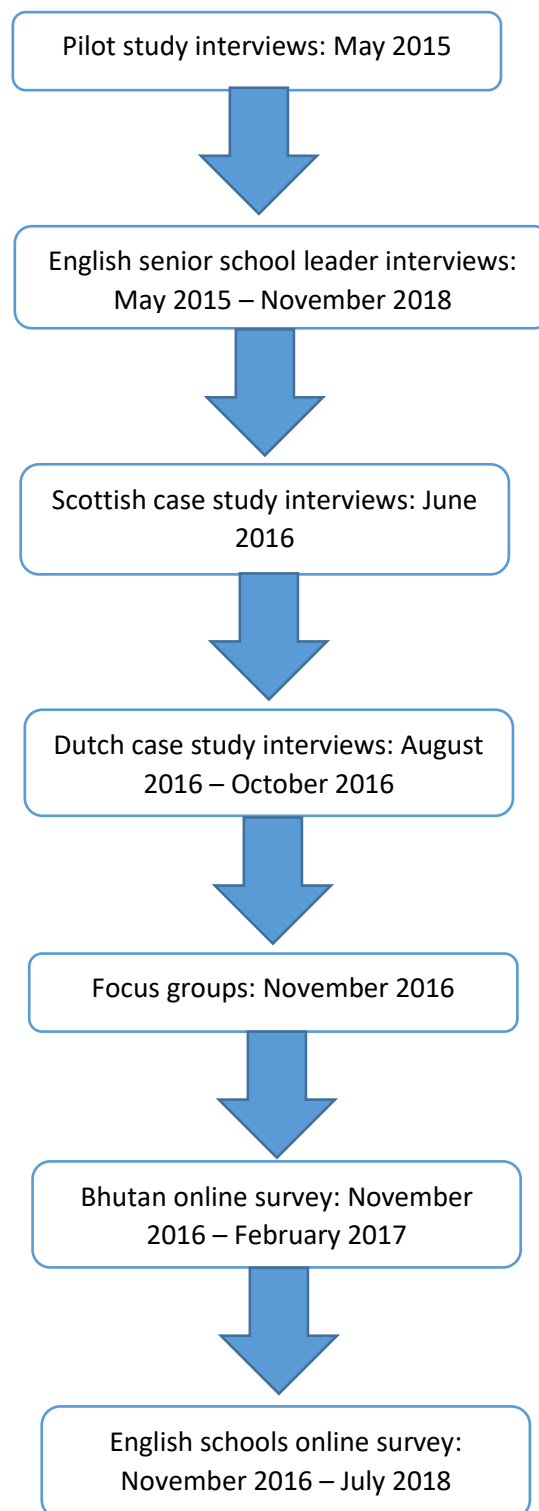 Pilot study interviews: May 2015
English senior school leader interviews:
May 2015 – November 2018
Scottish case study interviews: June
2016
Dutch case study interviews: August
2016 – October 2016
Focus groups: November 2016
Bhutan online survey: November
2016 – February 2017
English schools online survey:
November 2016 – July 2018